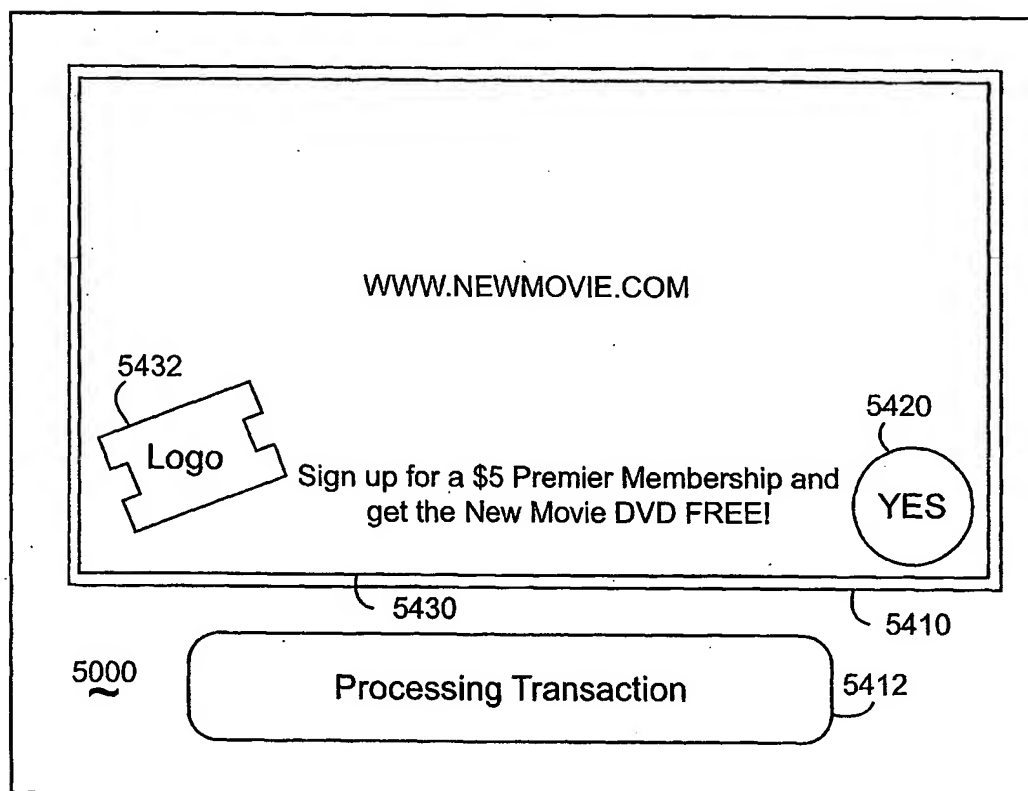 WWW.NEWMOVIE.COM
5432
Logo
5420
Sign up for a $5 Premier Membership and
get the New Movie DVD FREE!
YES
5430
5410
5000
Processing Transaction
5412